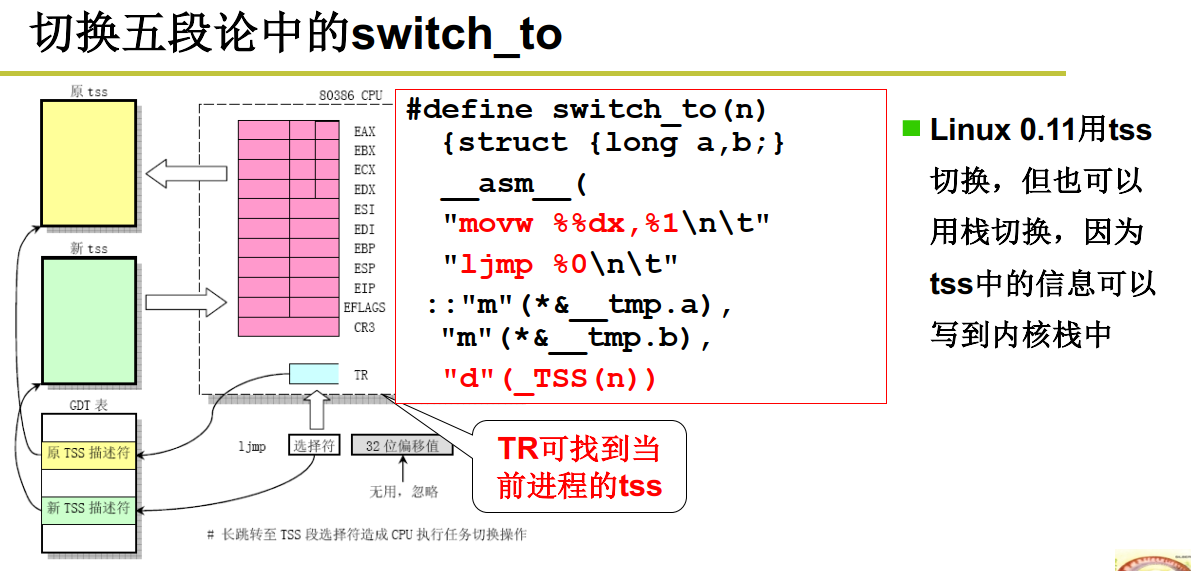 切换五段论中的switch_to
原 tss
新 tss
GDT 表
原 TSS 描述符
新 TSS 描述符
80386 CPU
EAX
EBX
ECX
EDX
ESI
EDI
EBP
ESP
EIP
EFLAGS
CR3
TR
ljmp
选择符
32 位偏移值
无用，忽略
# 长跳转至 TSS 段选择符造成 CPU 执行任务切换操作
#define switch_to(n)
{struct {long a,b;}
__asm__(
"movw %%dx,%1\n\t"
"ljmp %0\n\t"
::"m"(*&__tmp.a),
"m"(*&__tmp.b),
"d"(_TSS(n))
TR可找到当
前进程的tss
Linux 0.11用tss
切换，但也可以
用栈切换，因为
tss中的信息可以
写到内核栈中